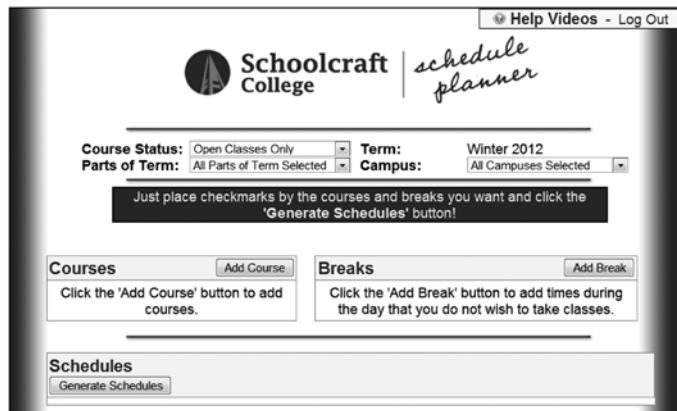 Help Videos - Log Out
Schoolcraft
College
schedule
planner
Course Status: Open Classes Only Term: Winter 2012
Parts of Term: All Parts of Term Selected Campus: All Campuses Selected
Just place checkmarks by the courses and breaks you want and click the
'Generate Schedules' button!
Courses Add Course Breaks Add Break
Click the 'Add Course' button to add Click the 'Add Break' button to add times during
courses. the day that you do not wish to take classes.
Schedules
Generate Schedules